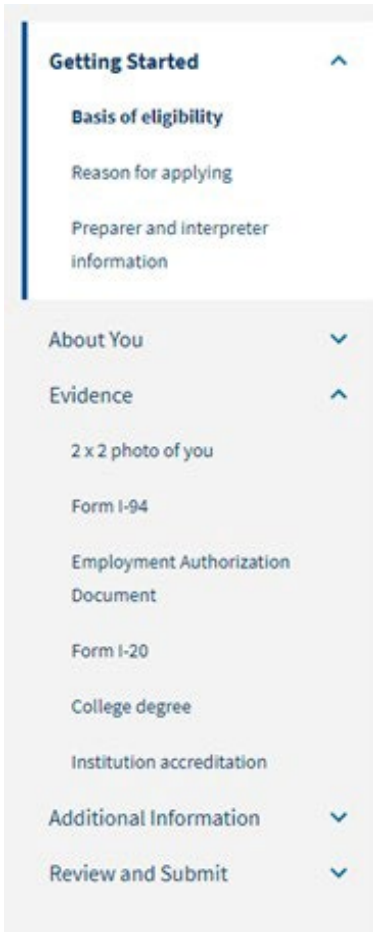 Getting Started
Basis of eligibility
Reason for applying
Preparer and interpreter
information
About You
Evidence
2 x 2 photo of you
Form I-94
Employment Authorization
Document
Form I-20
College degree
Institution accreditation
Additional Information
Review and Submit